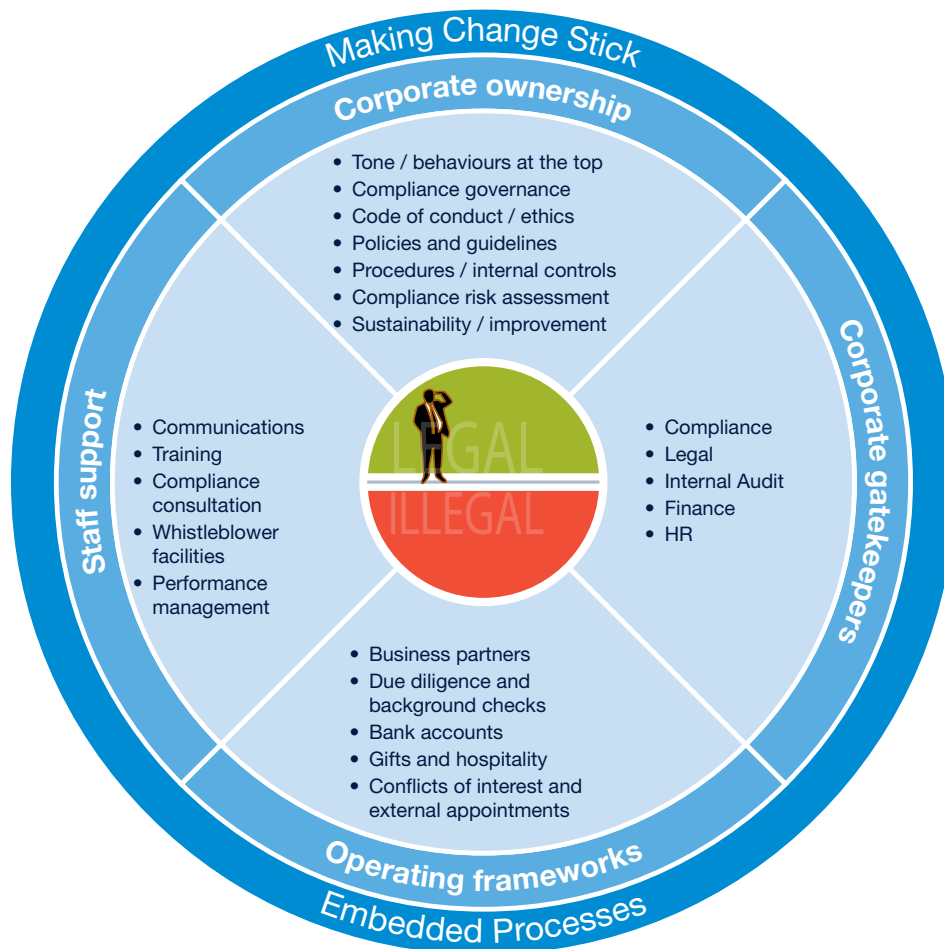 Making Change Stick
Corporate ownership
• Tone / behaviours at the top
• Compliance governance
• Code of conduct / ethics
• Policies and guidelines
• Procedures / internal controls
• Compliance risk assessment
• Sustainability / improvement
Staff support
• Communications
• Training
• Compliance
consultation
• Whistleblower
facilities
• Performance
management
LEGAL
ILLEGAL
• Compliance
• Legal
• Internal Audit
• Finance
• HR
Corporate gatekeepers
• Business partners
• Due diligence and
background checks
• Bank accounts
• Gifts and hospitality
• Conflicts of interest and
external appointments
Operating frameworks
Embedded Processes